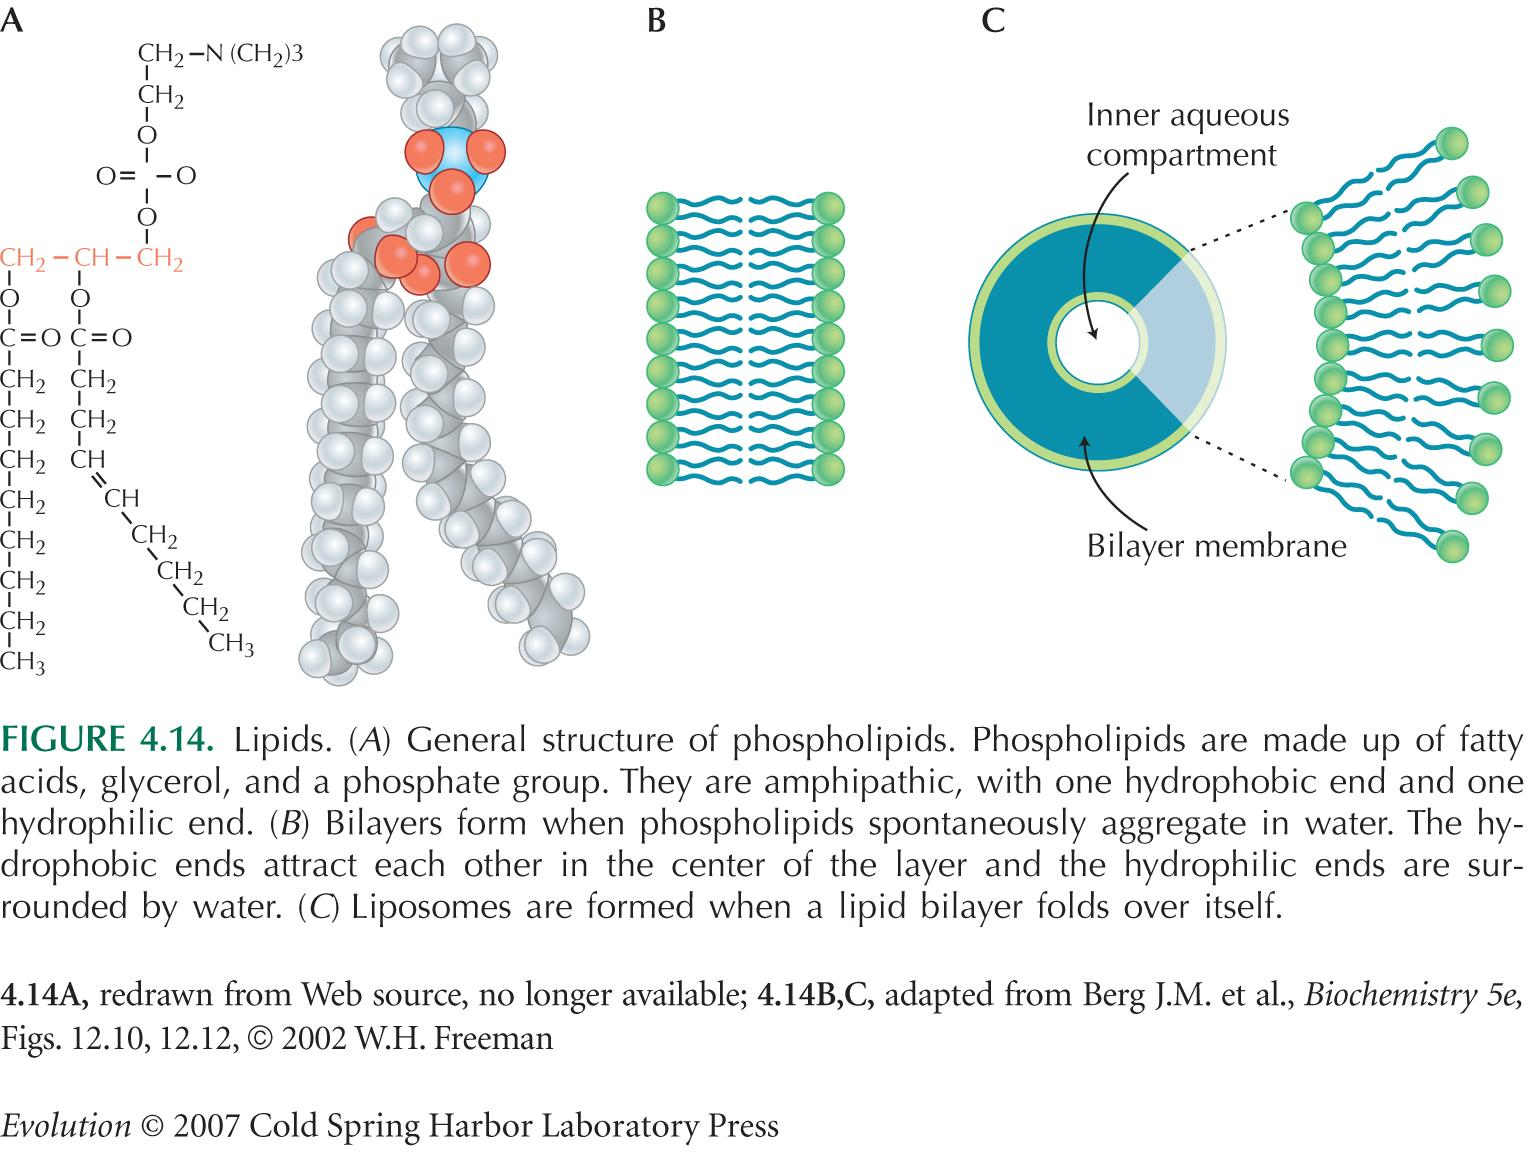 A
B
C
CH2–N (CH2)3
CH2
O
O= –O
O
CH2 – CH – CH2
O O
C=O C=O
CH2 CH2
CH2 CH2
CH2 CH
CH2 CH
CH2 CH2
CH2 CH2
CH2 CH2
CH3 CH3
Inner aqueous
compartment
Bilayer membrane
FIGURE 4.14. Lipids. (A) General structure of phospholipids. Phospholipids are made up of fatty
acids, glycerol, and a phosphate group. They are amphipathic, with one hydrophobic end and one
hydrophilic end. (B) Bilayers form when phospholipids spontaneously aggregate in water. The hy-
drophobic ends attract each other in the center of the layer and the hydrophilic ends are sur-
rounded by water. (C) Liposomes are formed when a lipid bilayer folds over itself.
4.14A, redrawn from Web source, no longer available; 4.14B,C, adapted from Berg J.M. et al., Biochemistry 5e,
Figs. 12.10, 12.12, © 2002 W.H. Freeman
Evolution © 2007 Cold Spring Harbor Laboratory Press